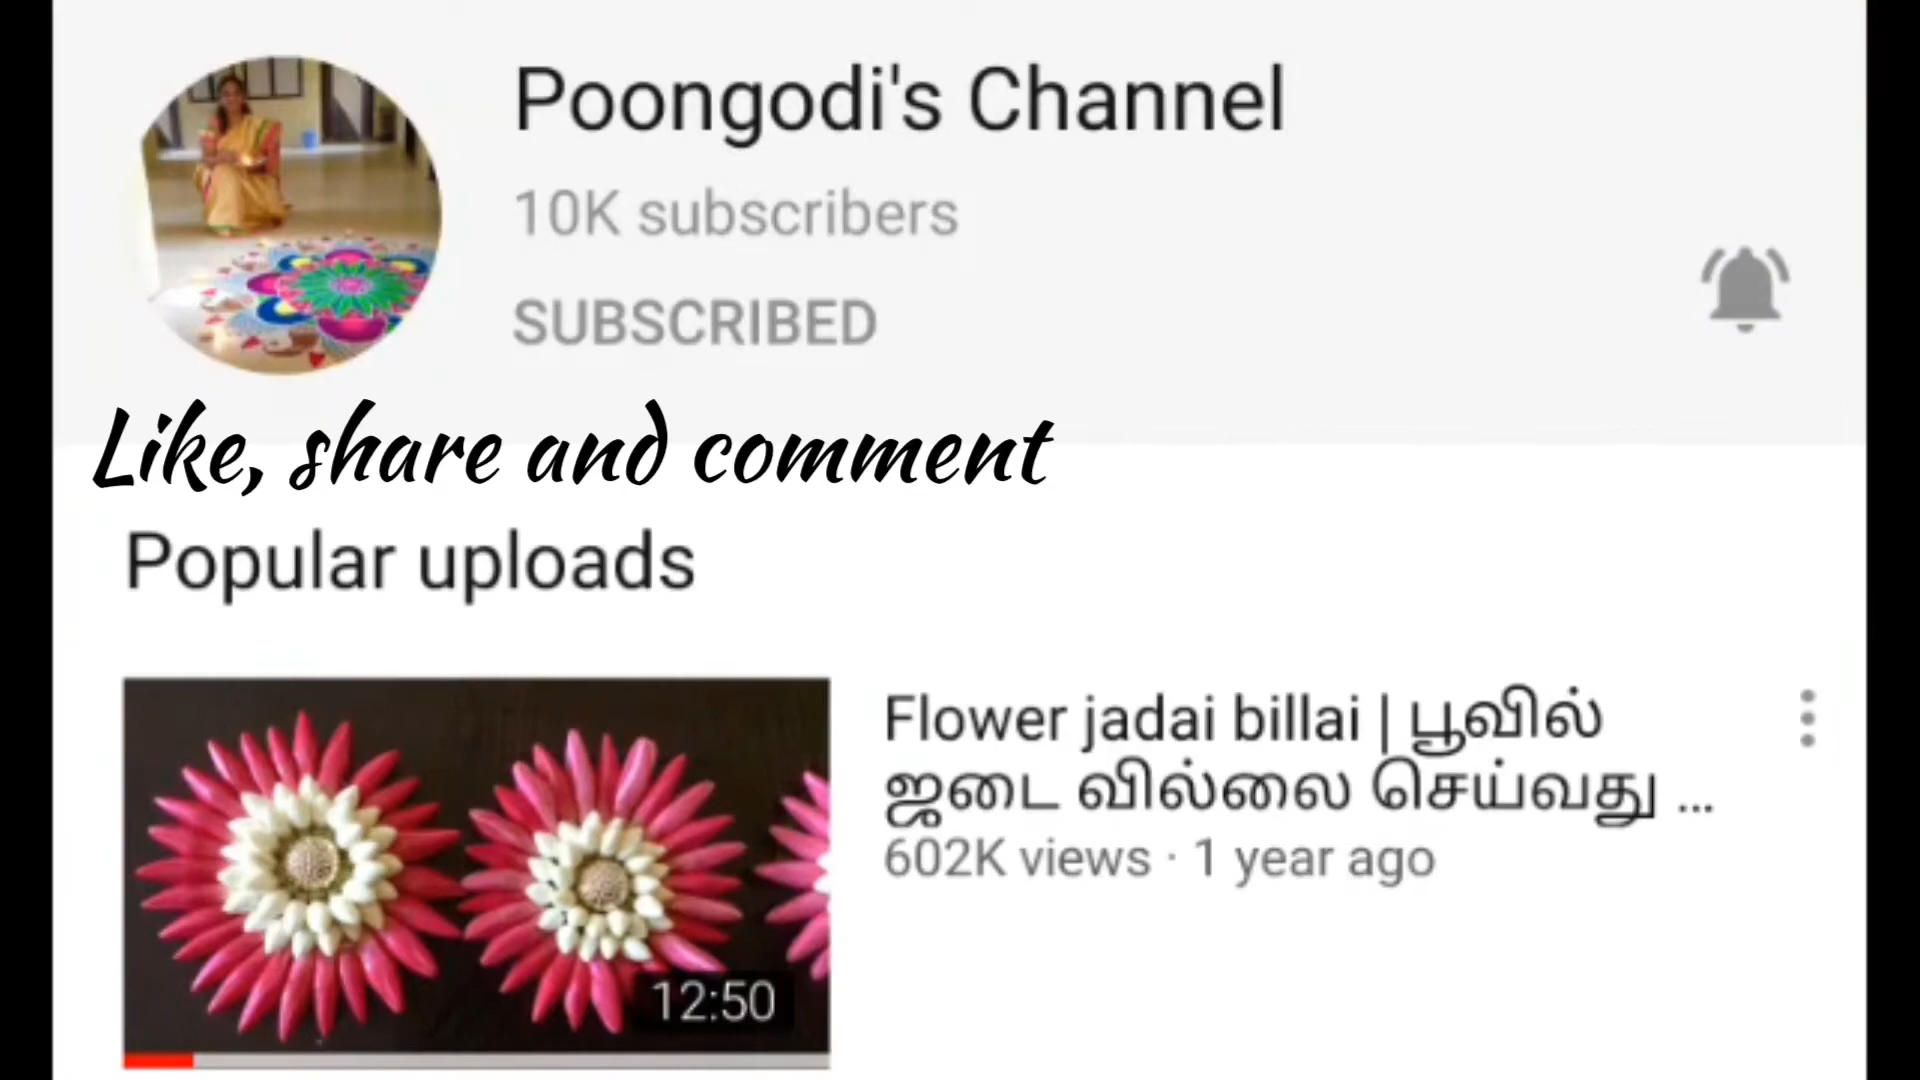 Poongodi's Channel
10K subscribers
SUBSCRIBED
Like, share and comment
Popular uploads
Flower jadai billai | பூவில்
ஜடை வில்லை செய்வது ...
602K views · 1 year ago
12:50